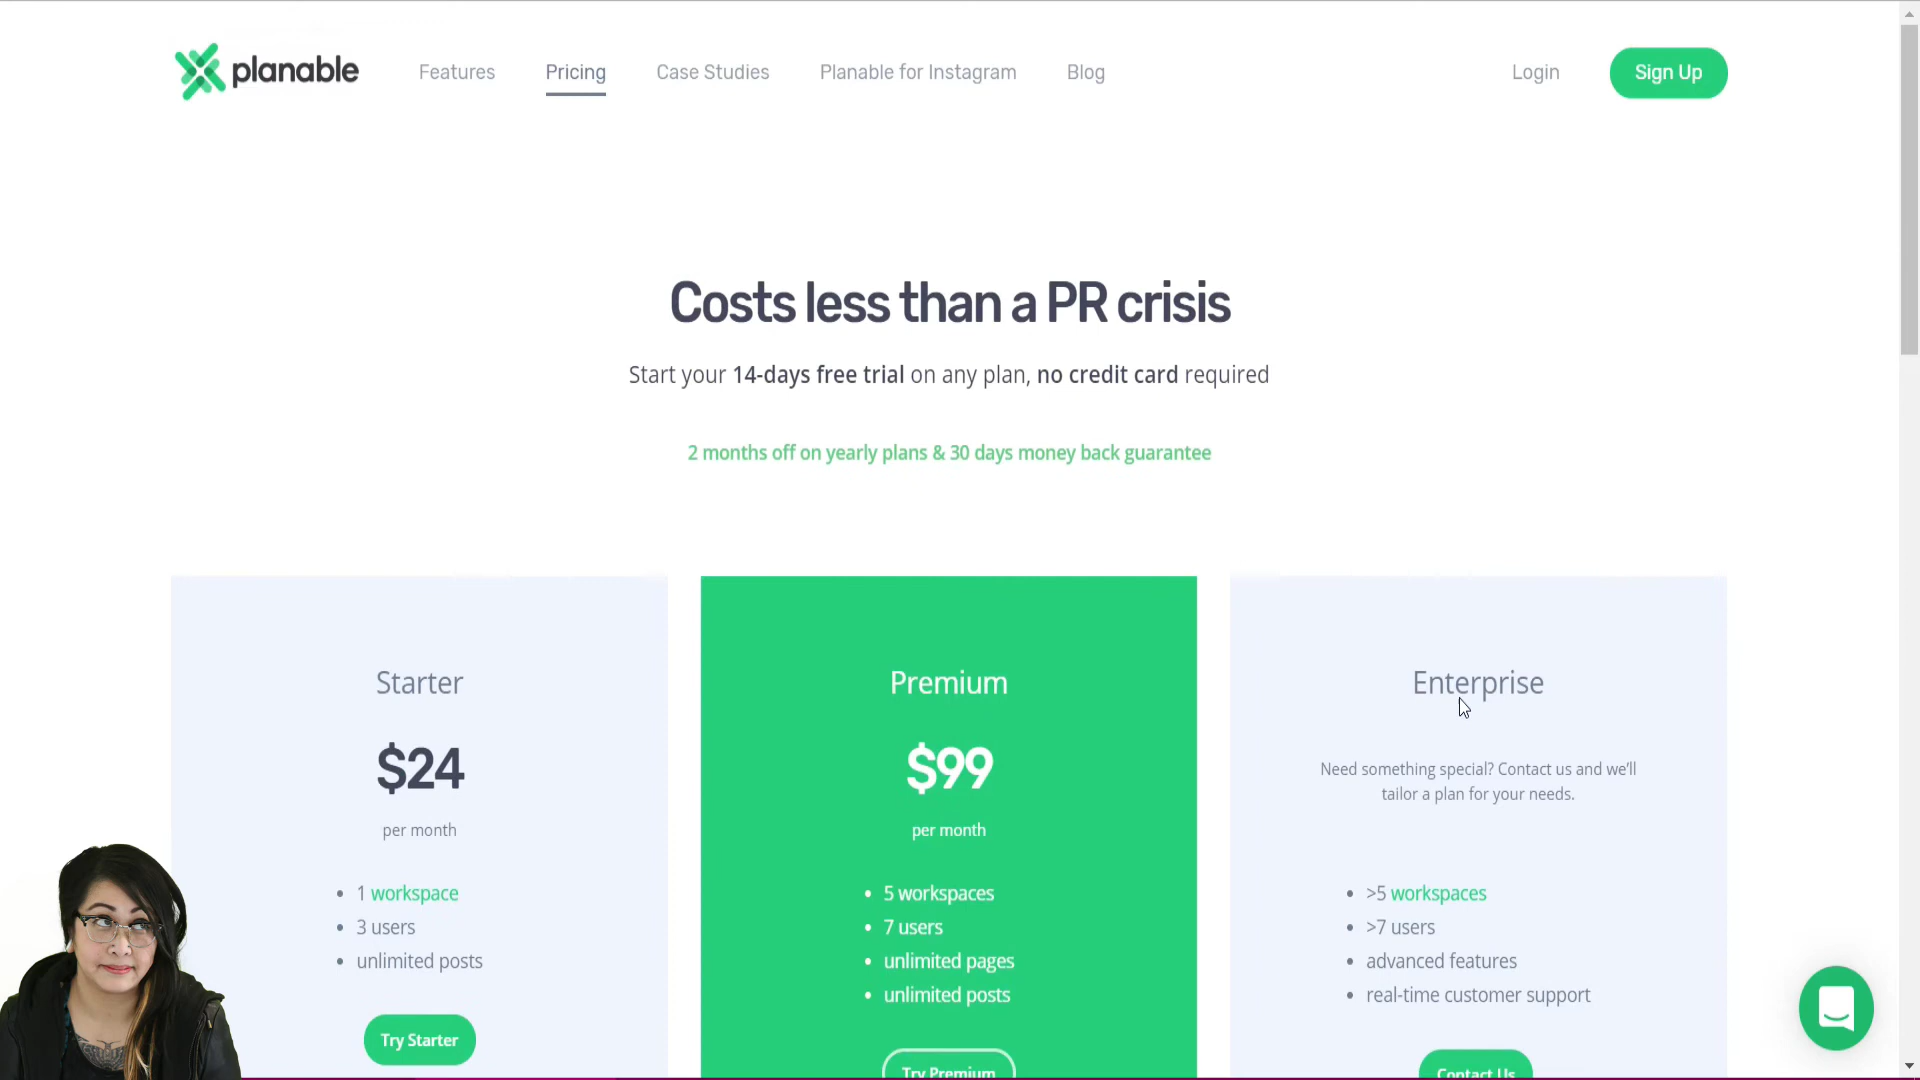 planable
Features
Pricing
Case Studies
Planable for Instagram
Blog
Login
Sign Up
Costs less than a PR crisis
Start your 14-days free trial on any plan, no credit card required
2 months off on yearly plans & 30 days money back guarantee
Starter
$24
per month
1 workspace
3 users
unlimited posts
Try Starter
Premium
$99
per month
5 workspaces
7 users
unlimited pages
unlimited posts
Try Premium
Enterprise
Need something special? Contact us and we'll
tailor a plan for your needs.
>5 workspaces
>7 users
advanced features
real-time customer support
Contact Us